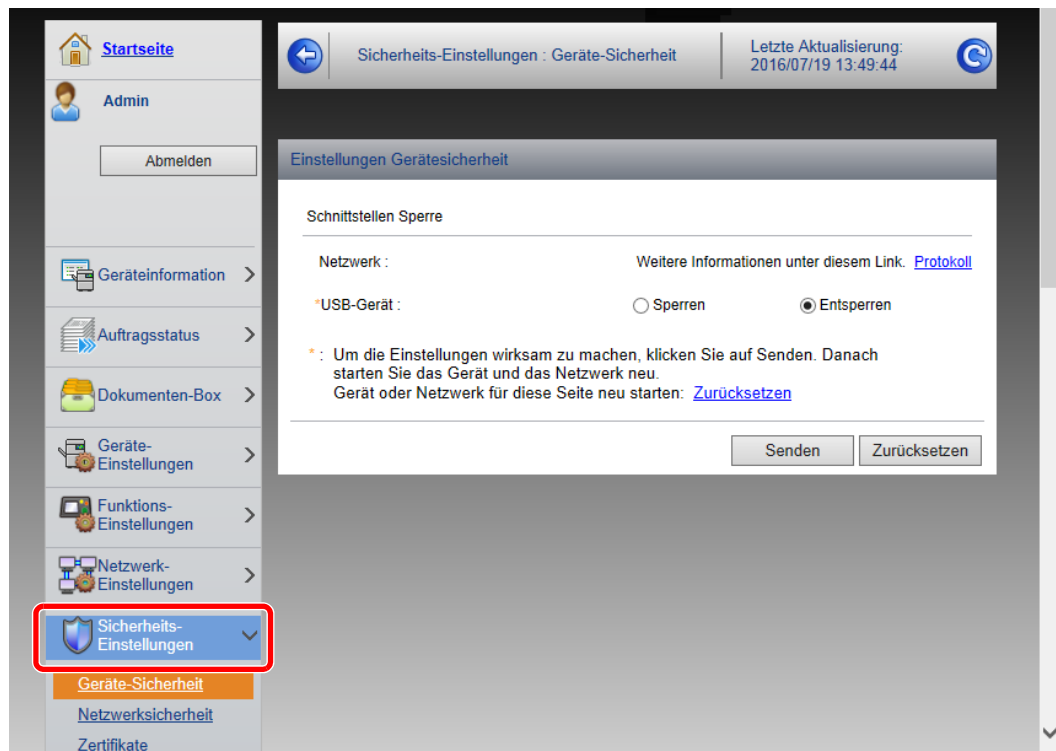 Startseite
Admin
Abmelden
Geräteinformation
Auftragsstatus
Dokumenten-Box
Geräte-
Einstellungen
Funktions-
Einstellungen
Netzwerk-
Einstellungen
Sicherheits-
Einstellungen
Geräte-Sicherheit
Netzwerksicherheit
Zertifikate
Sicherheits-Einstellungen : Geräte-Sicherheit
Letzte Aktualisierung:
2016/07/19 13:49:44
Einstellungen Gerätesicherheit
Schnittstellen Sperre
Netzwerk : Weitere Informationen unter diesem Link. Protokoll
*USB-Gerät : Sperren Entsperren
* : Um die Einstellungen wirksam zu machen, klicken Sie auf Senden. Danach
starten Sie das Gerät und das Netzwerk neu.
Gerät oder Netzwerk für diese Seite neu starten: Zurücksetzen
Senden Zurücksetzen